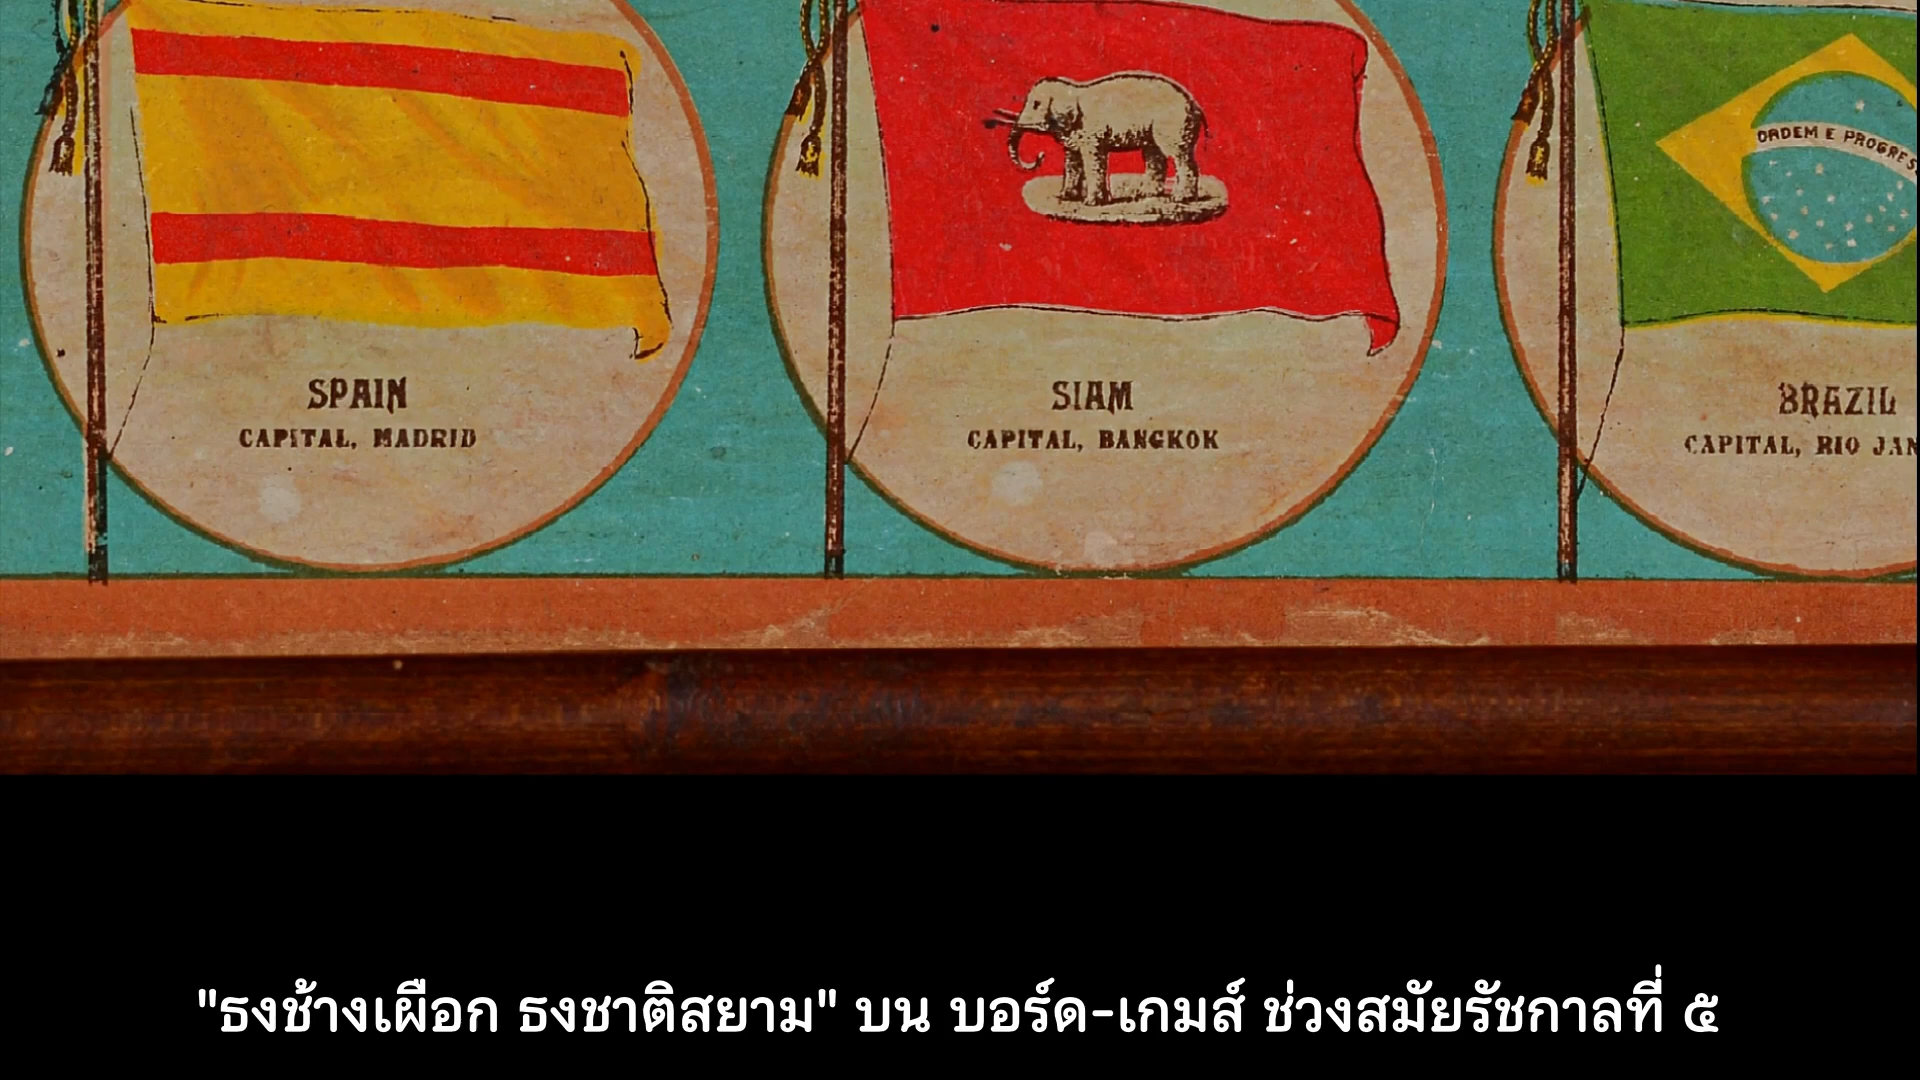 ORDEM E PROGRES
SPAIN
CAPITAL, MADRID
SIAM
CAPITAL, BANGKOK
BRAZIL
CAPITAL, RIO JAN
"ธงช้างเผือก ธงชาติสยาม" บน บอร์ด-เกมส์ ช่วงสมัยรัชกาลที่ ๕